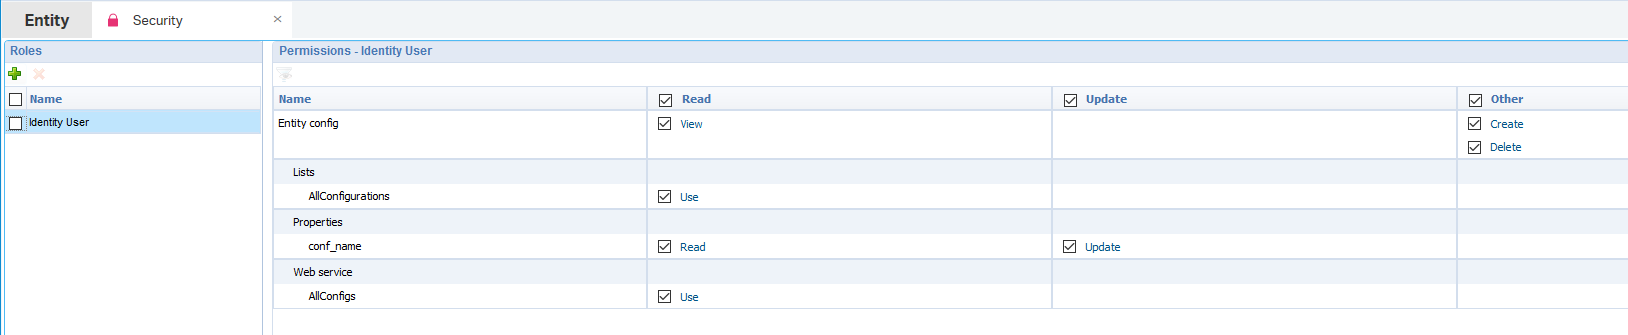 Entity
Security ×
Roles
Permissions - Identity User
Name
Identity User
Name Read Update Other
Entity config View Create
Delete
Lists
AllConfigurations Use
Properties
conf_name Read Update
Web service
AllConfigs Use